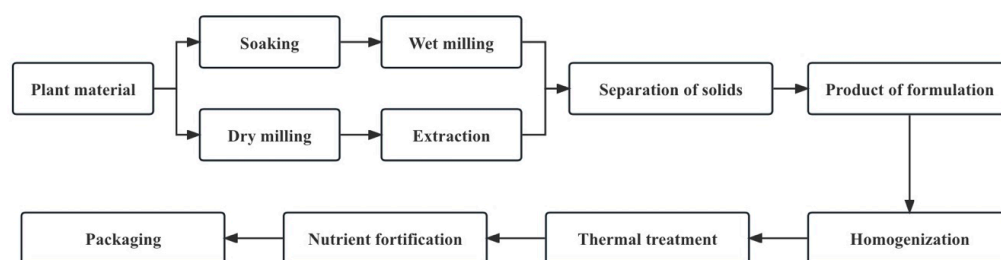 Soaking
Wet milling
Plant material
Separation of solids
Product of formulation
Dry milling
Extraction
Packaging
Nutrient fortification
Thermal treatment
Homogenization